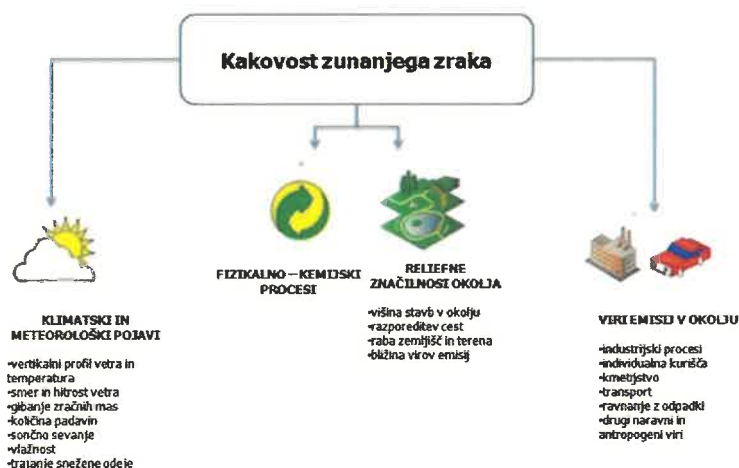 Kakovost zunanjega zraka
KLIMATSKI IN
METEOROLOŠKI POJAVI
•vertikalni profil vetra in
temperatura
•smer in hitrost vetra
•gibanje zračnih mas
•količina padavin
•sončno sevanje
•vlažnost
•trajanje snežene odeje
FIZIKALNO – KEMIJSKI
PROCESI
RELIEFNE
ZNAČILNOSI OKOLJA
•višina stavb v okolju
•razporeditev cest
•raba zemljišč in terena
•bližina virov emisij
VIRI EMISIJ V OKOLJU
•industrijski procesi
•individualna kurišča
•kmetijstvo
•transport
•ravnanje z odpadki
•drugi naravni in
antropogeni viri